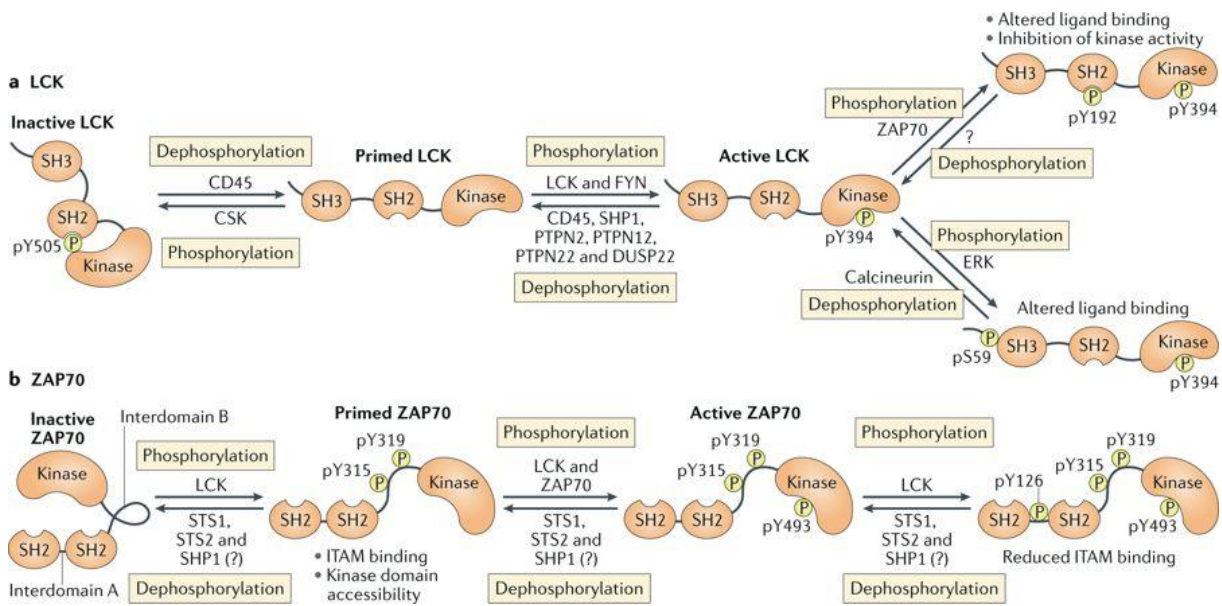 a LCK
Inactive LCK
SH3
SH2
pY505
P
Kinase
Dephosphorylation
CD45
CSK
Phosphorylation
Primed LCK
SH3
SH2
Kinase
Phosphorylation
LCK and FYN
CD45, SHP1,
PTPN2, PTPN12,
PTPN22 and DUSP22
Dephosphorylation
Active LCK
SH3
SH2
Kinase
P
pY394
Phosphorylation
ZAP70
?
Dephosphorylation
• Altered ligand binding
• Inhibition of kinase activity
SH3
SH2
Kinase
P
P
pY192
pY394
Phosphorylation
ERK
Calcineurin
Dephosphorylation
Altered ligand binding
P
pS59
SH3
SH2
Kinase
P
pY394
b ZAP70
Inactive
ZAP70
Interdomain B
Kinase
SH2
SH2
Interdomain A
Phosphorylation
LCK
STS1,
STS2 and
SHP1 (?)
Dephosphorylation
Primed ZAP70
pY319
P
pY315
P
Kinase
SH2
SH2
• ITAM binding
• Kinase domain
accessibility
Phosphorylation
LCK and
ZAP70
STS1,
STS2 and
SHP1 (?)
Dephosphorylation
Active ZAP70
pY319
P
pY315
P
Kinase
P
pY493
SH2
SH2
Phosphorylation
LCK
STS1,
STS2 and
SHP1 (?)
Dephosphorylation
pY319
P
pY315
P
pY126
P
Kinase
P
pY493
SH2
SH2
Reduced ITAM binding